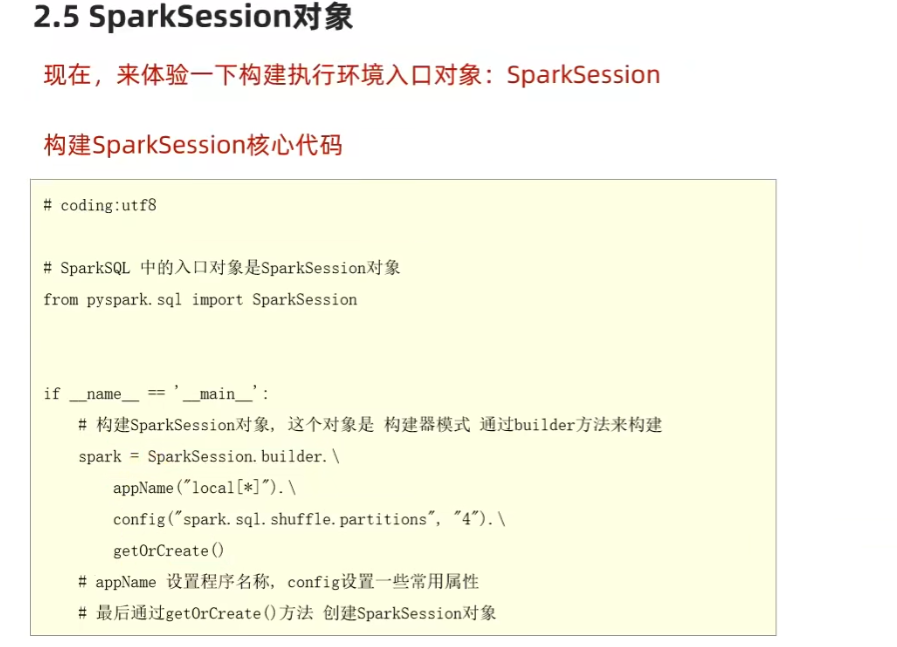 2.5 SparkSession对象
现在，来体验一下构建执行环境入口对象：SparkSession
构建SparkSession核心代码
# coding:utf8
# SparkSQL 中的入口对象是SparkSession对象
from pyspark.sql import SparkSession
if __name__ == '__main__':
    # 构建SparkSession对象, 这个对象是 构建器模式 通过builder方法来构建
    spark = SparkSession.builder.\
        appName("local[*]").\
        config("spark.sql.shuffle.partitions", "4").\
        getOrCreate()
    # appName 设置程序名称, config设置一些常用属性
    # 最后通过getOrCreate()方法 创建SparkSession对象